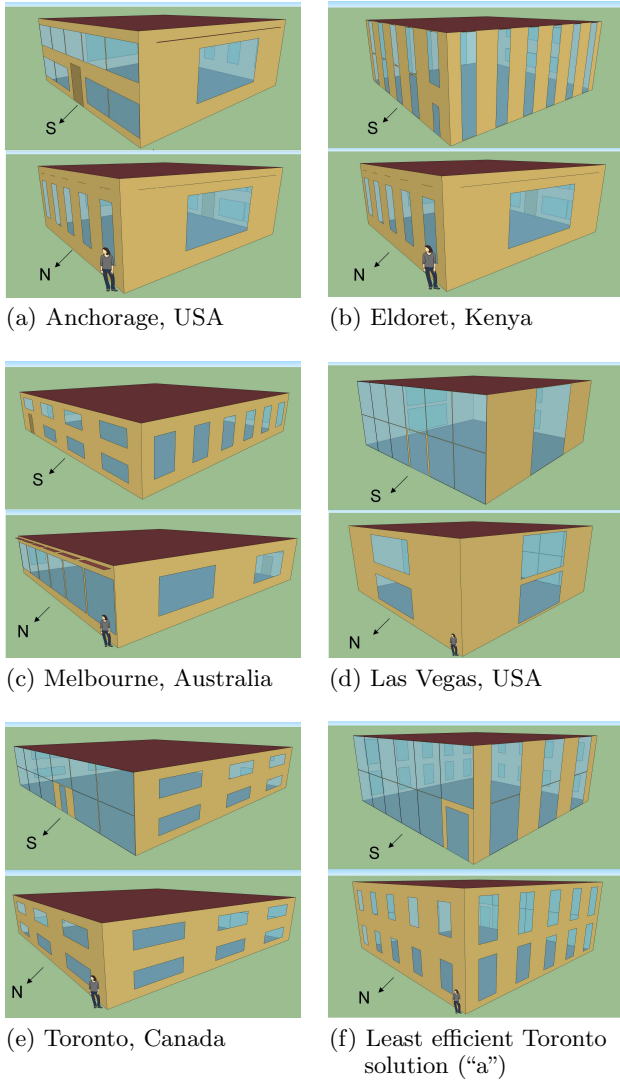 S
S
N
N
(a) Anchorage, USA
(b) Eldoret, Kenya
S
S
N
N
(c) Melbourne, Australia
(d) Las Vegas, USA
S
S
N
N
(e) Toronto, Canada
(f) Least efficient Toronto
solution (“a”)